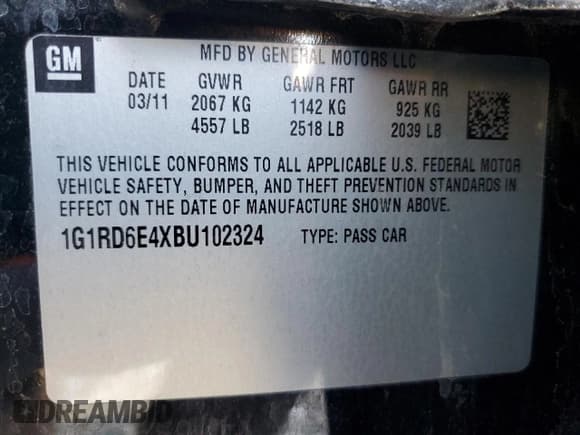 GM
MFD BY GENERAL MOTORS LLC
DATE GVWR GAWR FRT GAWR RR
03/11 2067 KG 1142 KG 925 KG
4557 LB 2518 LB 2039 LB
THIS VEHICLE CONFORMS TO ALL APPLICABLE U.S. FEDERAL MOTOR
VEHICLE SAFETY, BUMPER, AND THEFT PREVENTION STANDARDS IN
EFFECT ON THE DATE OF MANUFACTURE SHOWN ABOVE.
1G1RD6E4XBU102324 TYPE: PASS CAR
DREAMBID